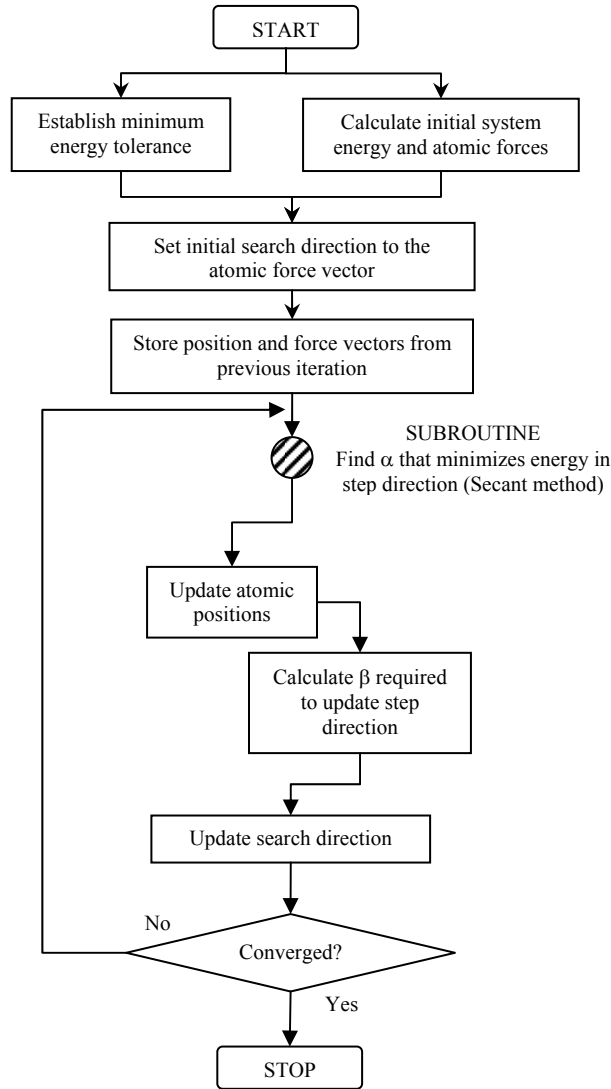 START
Establish minimum
energy tolerance
Calculate initial system
energy and atomic forces
Set initial search direction to the
atomic force vector
Store position and force vectors from
previous iteration
SUBROUTINE
Find α that minimizes energy in
step direction (Secant method)
Update atomic
positions
Calculate β required
to update step
direction
Update search direction
No
Converged?
Yes
STOP